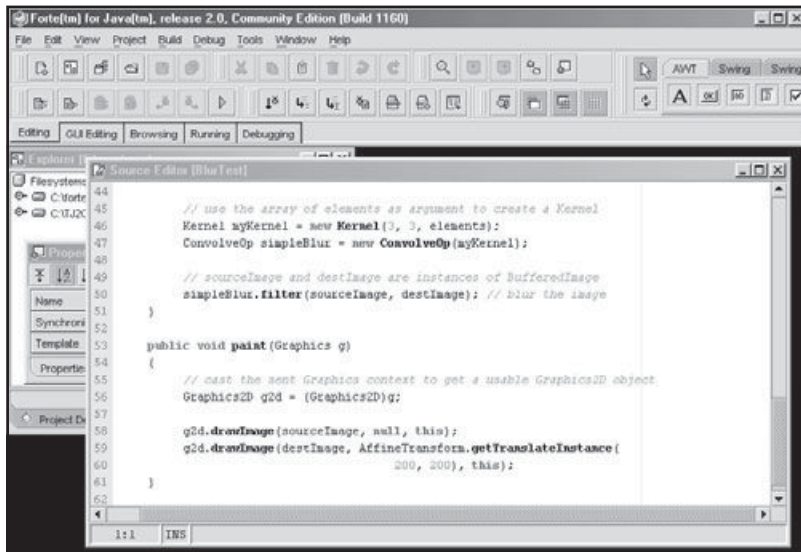 Forte[tm] for Java[tm], release 2.0, Community Edition (Build 1160)
File Edit View Project Build Debug Tools Window Help
AWT Swing Swing
Editing GUI Editing Browsing Running Debugging
Explorer
Filesystems
C:\forte
C:\TJ2
Source Editor [BlurTest]
44
45 // use the array of elements as argument to create a Kernel
46 Kernel myKernel = new Kernel(3, 3, elements);
47 ConvolveOp simpleBlur = new ConvolveOp(myKernel);
48
49 // sourceImage and destImage are instances of BufferedImage
50 simpleBlur.filter(sourceImage, destImage); // blur the image
51 }
52
53 public void paint(Graphics g)
54 {
55 // cast the sent Graphics context to get a usable Graphics2D object
56 Graphics2D g2d = (Graphics2D)g;
57
58 g2d.drawImage(sourceImage, null, this);
59 g2d.drawImage(destImage, AffineTransform.getTranslateInstance(
60 200, 200), this);
61 }
62
Proper
Name
Synchroni
Template
Propertie
Project De
1:1 INS